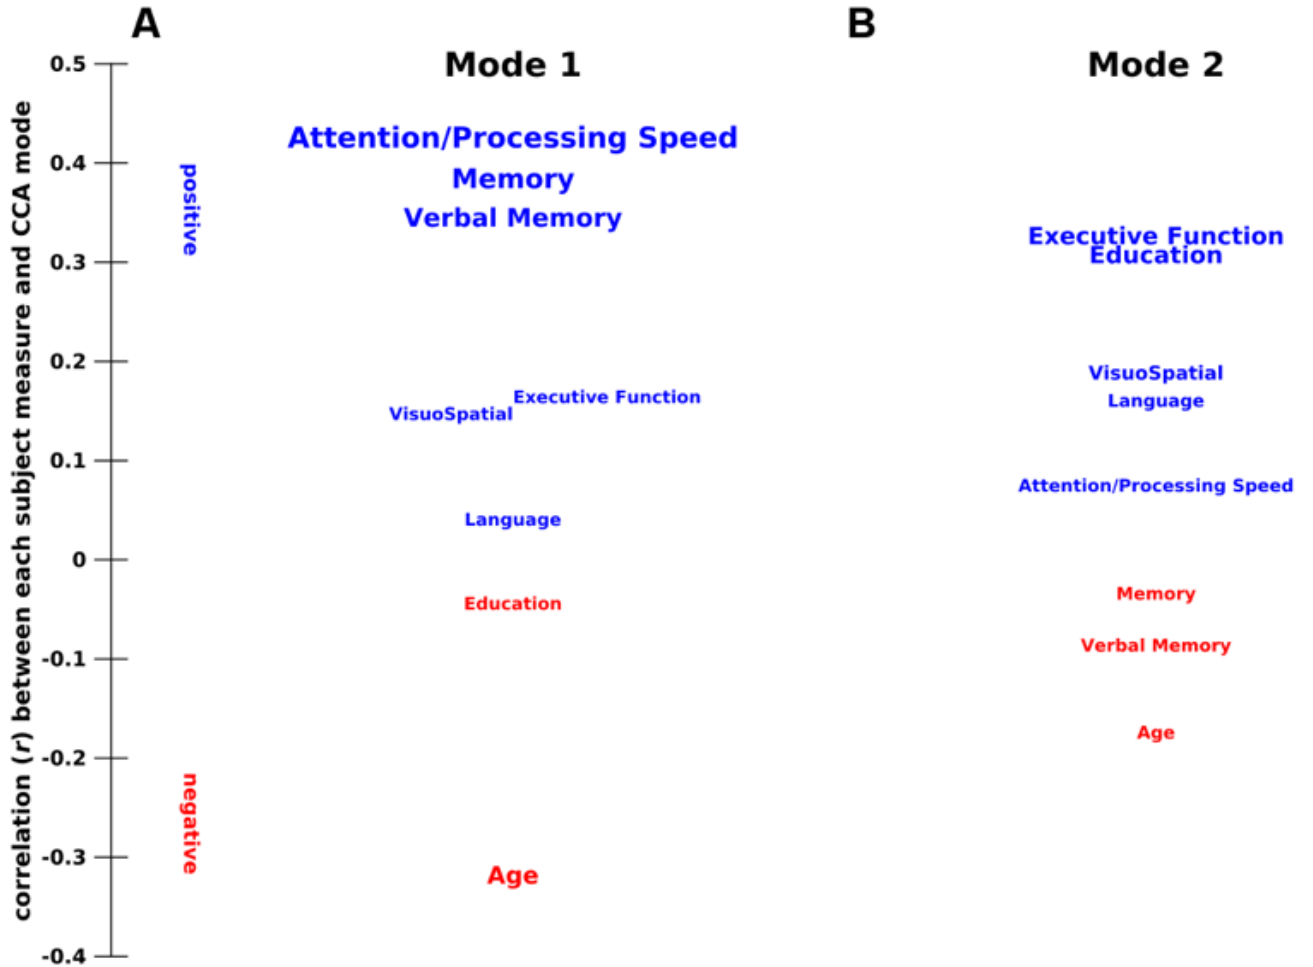 A
B
Mode 1
Mode 2
correlation (r) between each subject measure and CCA mode
0.5
0.4
0.3
0.2
0.1
0
-0.1
-0.2
-0.3
-0.4
positive
negative
Attention/Processing Speed
Memory
Verbal Memory
Executive Function
VisuoSpatial
Language
Education
Age
Executive Function
Education
VisuoSpatial
Language
Attention/Processing Speed
Memory
Verbal Memory
Age